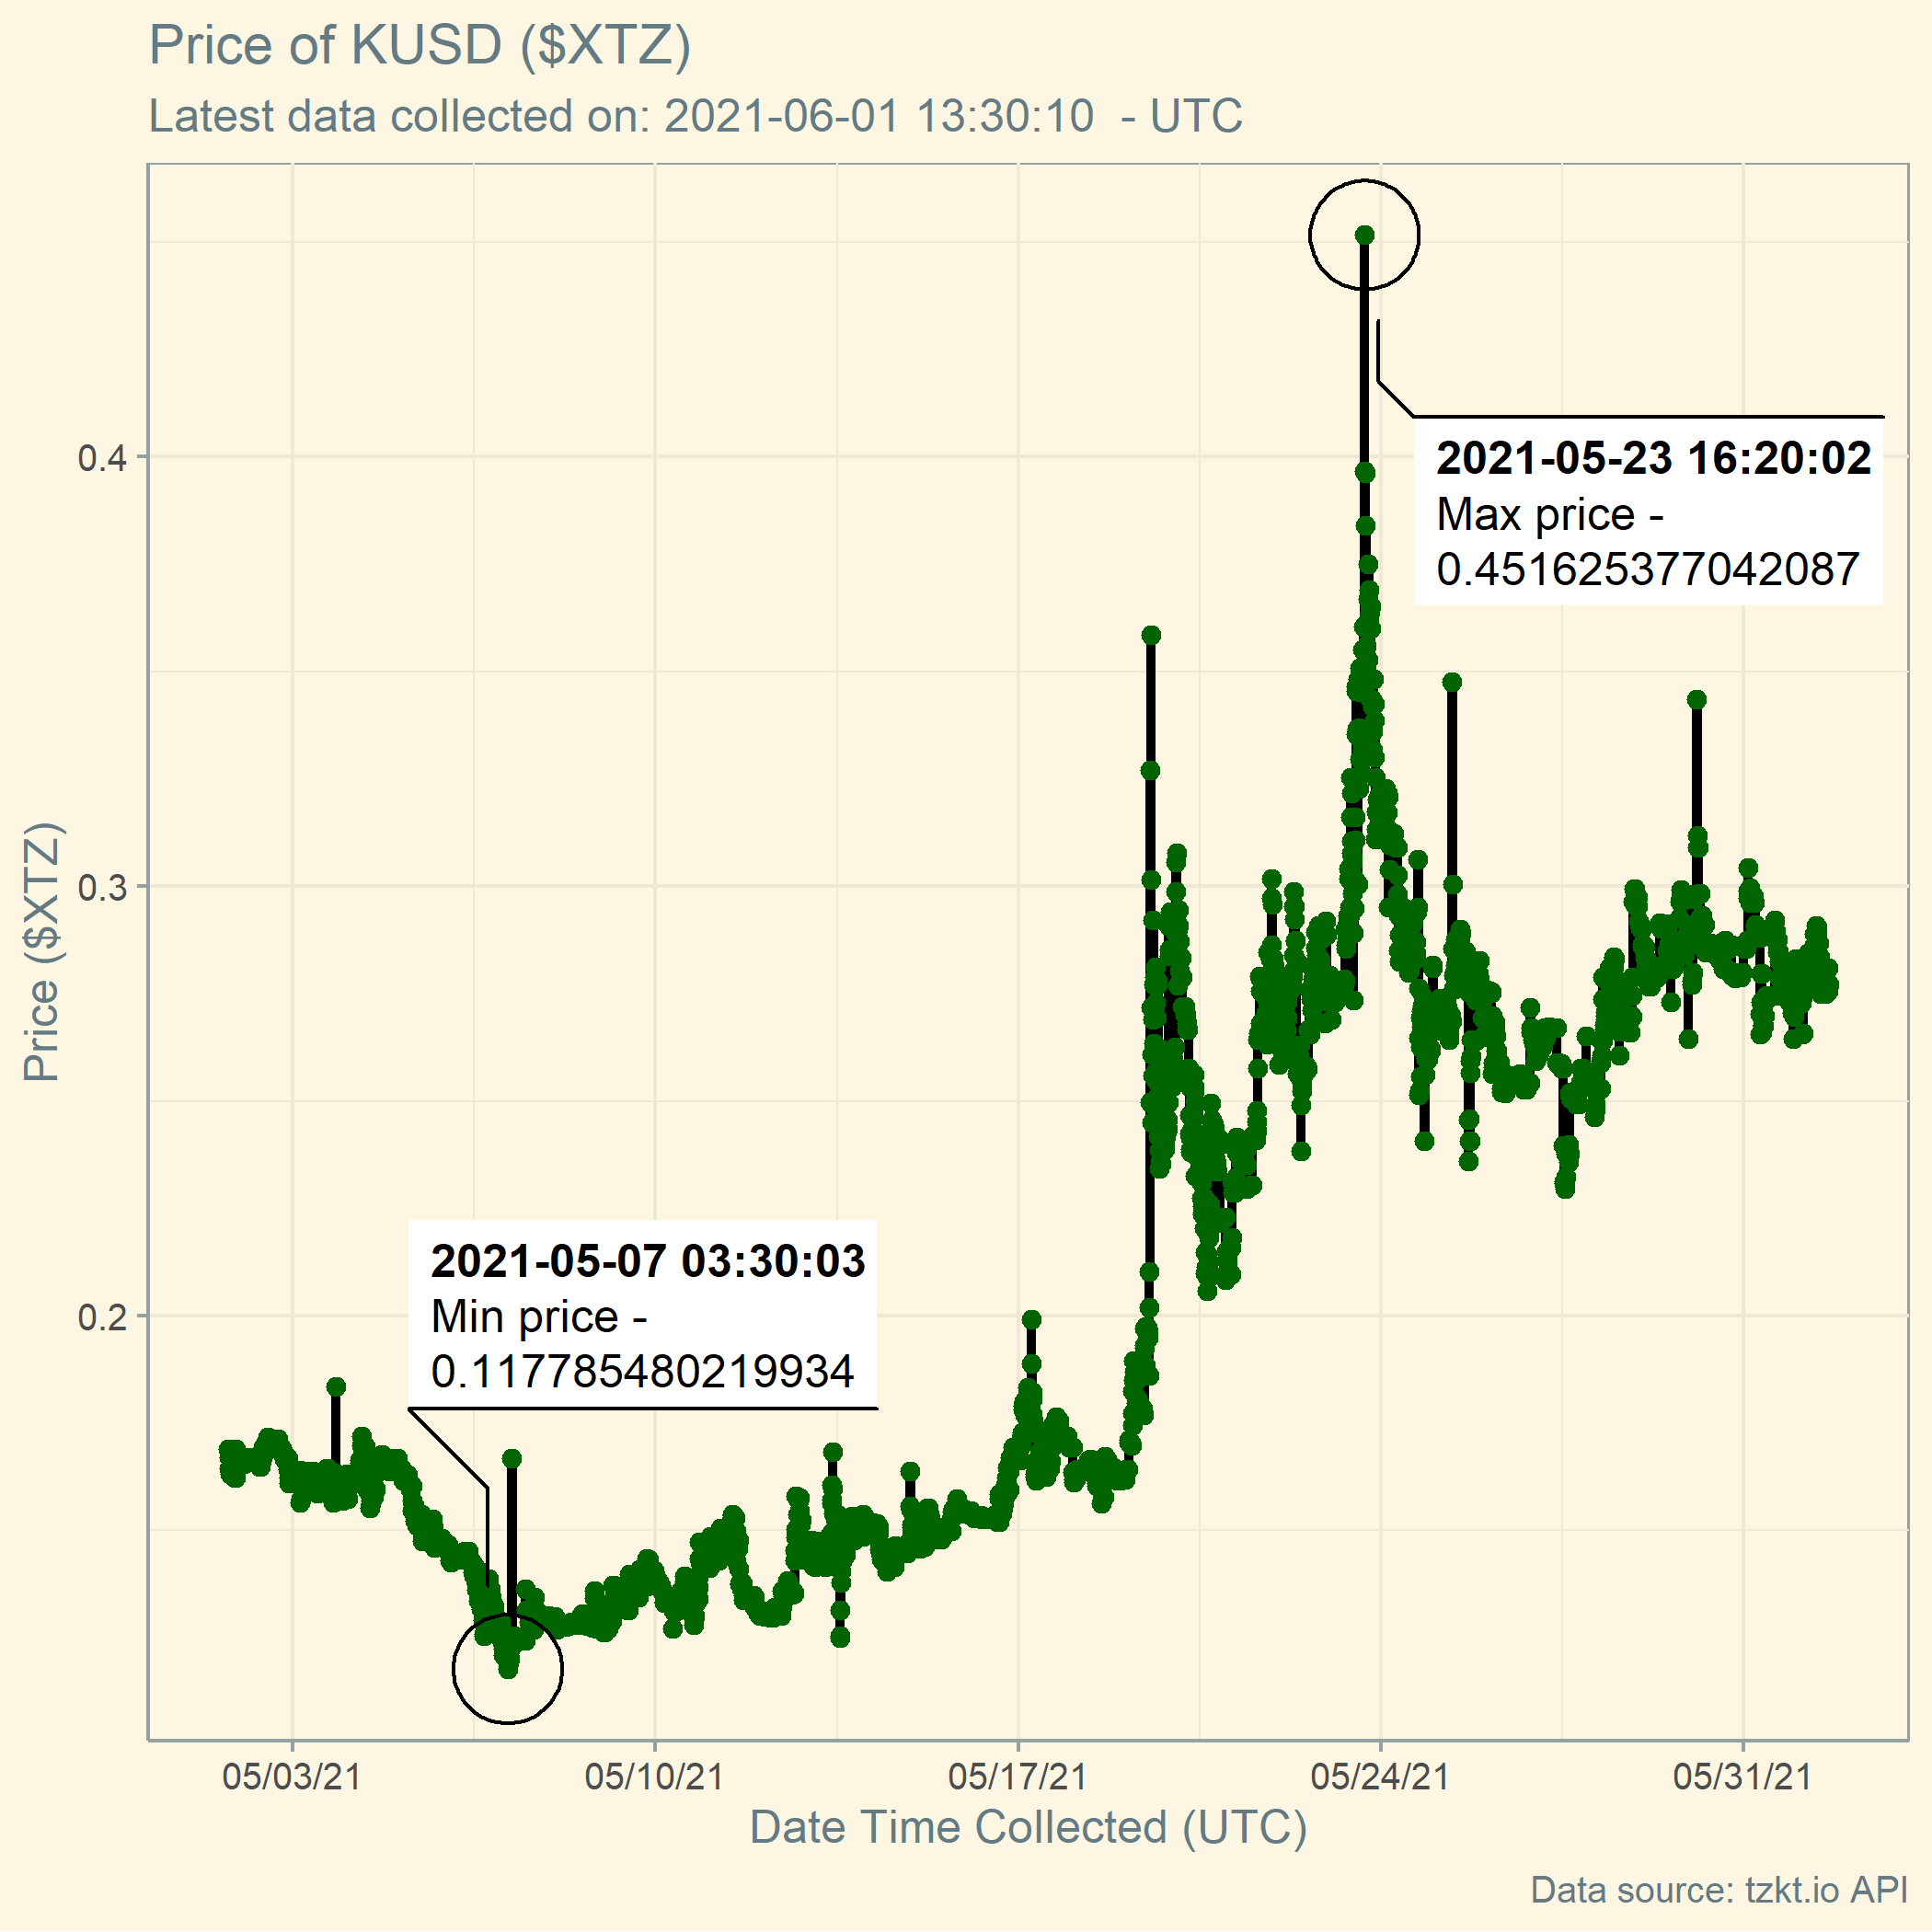 Price of KUSD ($XTZ)
Latest data collected on: 2021-06-01 13:30:10  - UTC
2021-05-23 16:20:02
Max price -
0.451625377042087
2021-05-07 03:30:03
Min price -
0.117785480219934
Price ($XTZ)
0.4
0.3
0.2
05/03/21
05/10/21
05/17/21
05/24/21
05/31/21
Date Time Collected (UTC)
Data source: tzkt.io API